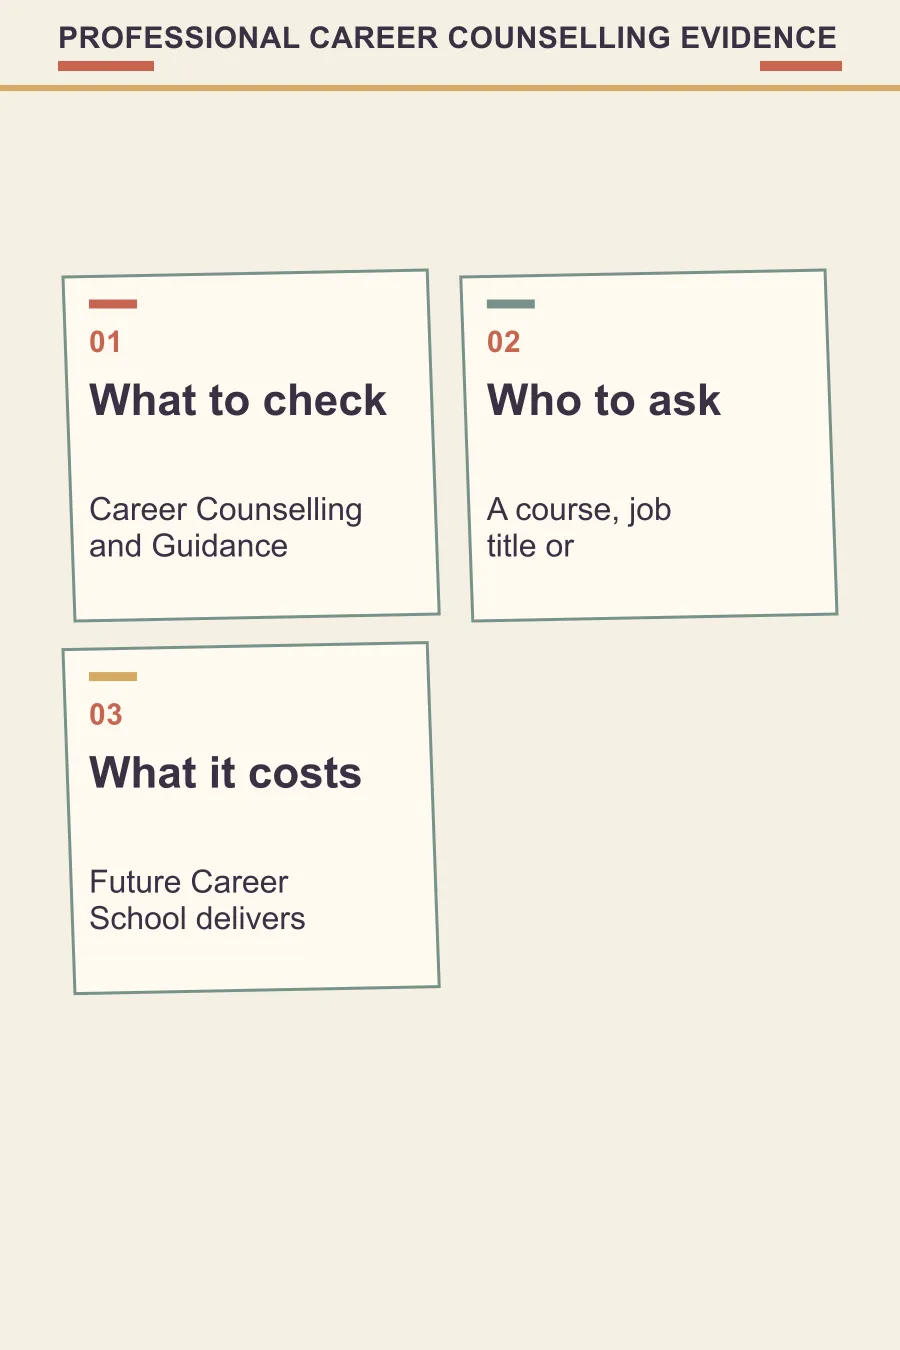 PROFESSIONAL CAREER COUNSELLING EVIDENCE
01
What to check
Career Counselling
and Guidance
02
Who to ask
A course, job
title or
03
What it costs
Future Career
School delivers